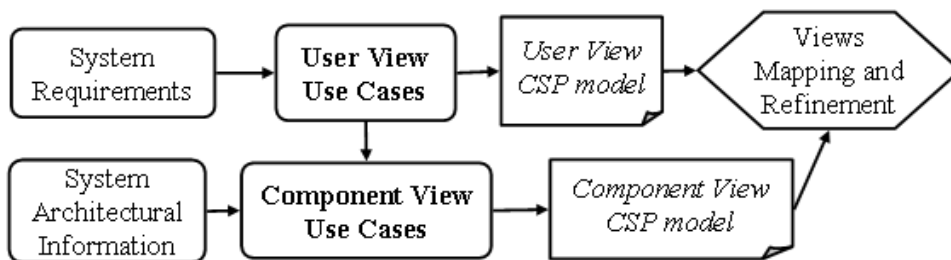 System
Requirements
User View
Use Cases
User View
CSP model
Views
Mapping and
Refinement
System
Architectural
Information
Component View
Use Cases
Component View
CSP model